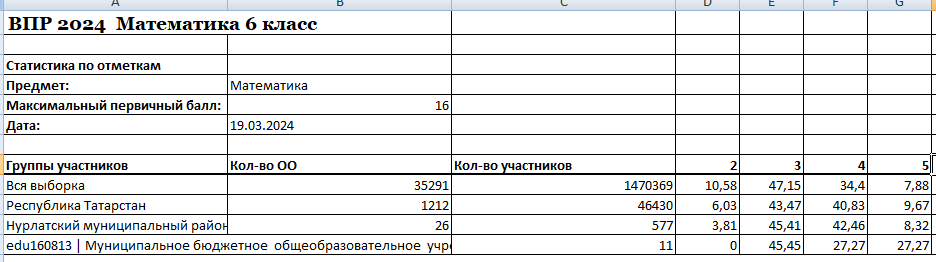 A B C D E F G
ВПР 2024 Математика 6 класс
Статистика по отметкам
Предмет: Математика
Максимальный первичный балл: 16
Дата: 19.03.2024
Группы участников Кол-во ОО Кол-во участников 2 3 4 5
Вся выборка 35291 1470369 10,58 47,15 34,4 7,88
Республика Татарстан 1212 46430 6,03 43,47 40,83 9,67
Нурлатский муниципальный район 26 577 3,81 45,41 42,46 8,32
edu160813 | Муниципальное бюджетное общеобразовательное учре 11 0 45,45 27,27 27,27